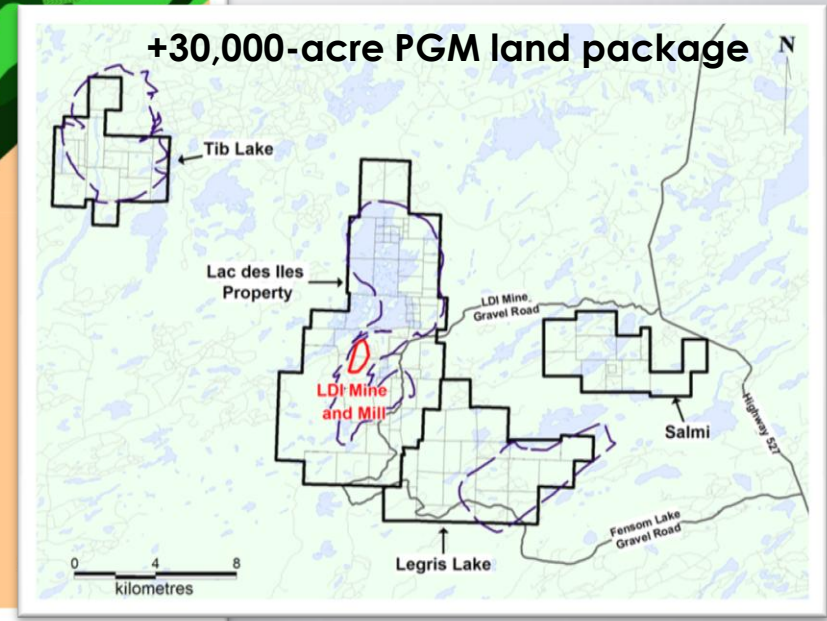 +30,000-acre PGM land package
N
Tib Lake
Lac des Iles
Property
LDI Mine
Gravel Road
LDI Mine
and Mill
Salmi
Highway 527
Fensom Lake
Gravel Road
Legris Lake
0 4 8
kilometres